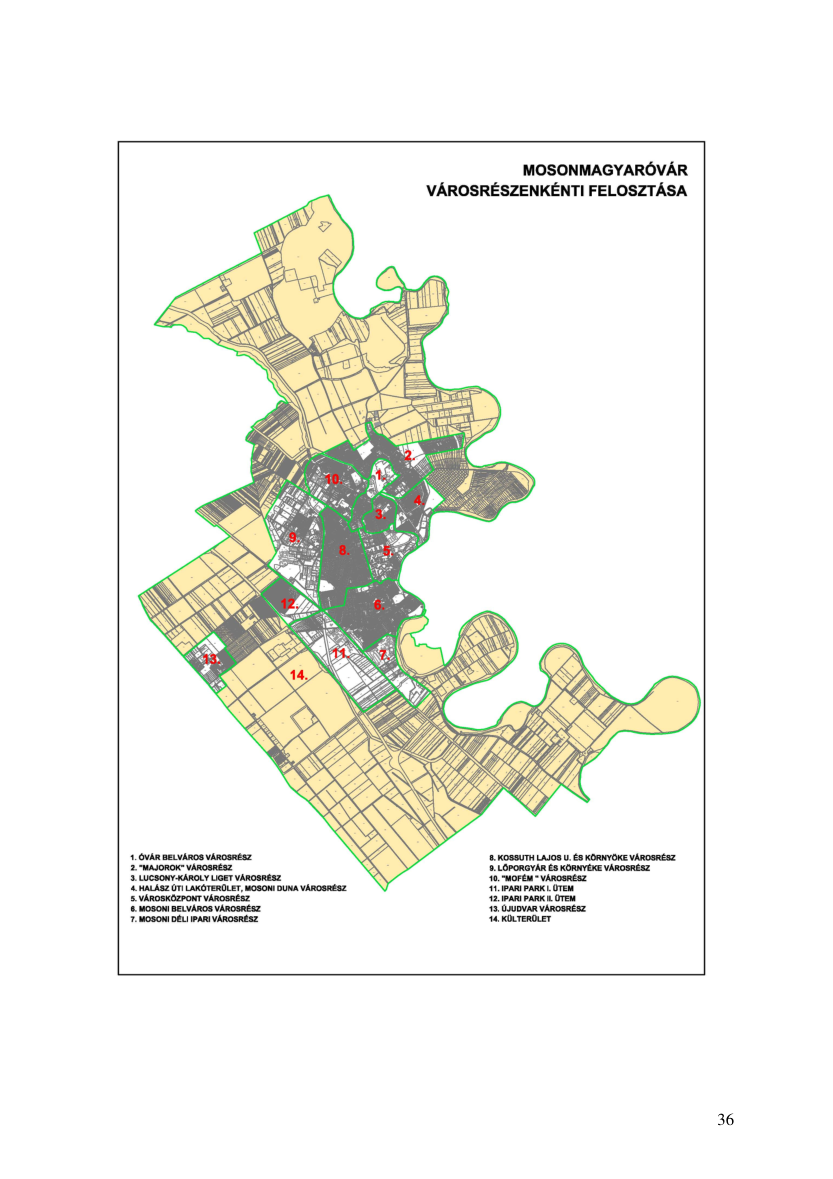 MOSONMAGYARÓVÁR
VÁROSRÉSZENKÉNTI FELOSZTÁSA
2.
1.
10.
4.
3.
9.
8.
5.
12.
6.
11.
7.
13.
14.
1. ÓVÁR BELVÁROS VÁROSRÉSZ
2. "MAJOROK" VÁROSRÉSZ
3. LUCSONY-KÁROLY LIGET VÁROSRÉSZ
4. HALÁSZ ÚTI LAKÓTERÜLET, MOSONI DUNA VÁROSRÉSZ
5. VÁROSKÖZPONT VÁROSRÉSZ
6. MOSONI BELVÁROS VÁROSRÉSZ
7. MOSONI DÉLI IPARI VÁROSRÉSZ
8. KOSSUTH LAJOS U. ÉS KÖRNYÖKE VÁROSRÉSZ
9. LŐPORGYÁR ÉS KÖRNYÉKE VÁROSRÉSZ
10. "MOFÉM " VÁROSRÉSZ
11. IPARI PARK I. ÜTEM
12. IPARI PARK II. ÜTEM
13. ÚJUDVAR VÁROSRÉSZ
14. KÜLTERÜLET
36